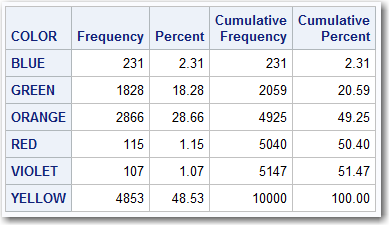 Cumulative Cumulative
COLOR Frequency Percent Frequency Percent
BLUE 231 2.31 231 2.31
GREEN 1828 18.28 2059 20.59
ORANGE 2866 28.66 4925 49.25
RED 115 1.15 5040 50.40
VIOLET 107 1.07 5147 51.47
YELLOW 4853 48.53 10000 100.00